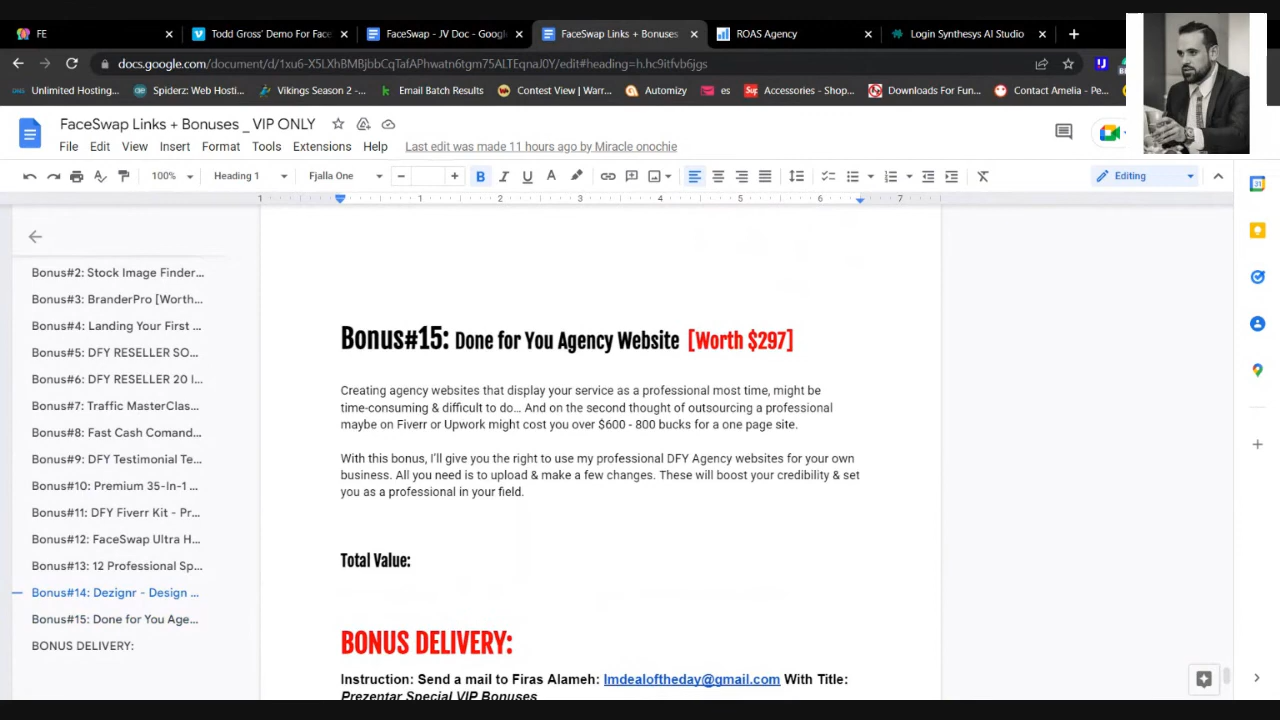 FE
Todd Gross' Demo For Face
FaceSwap - JV Doc - Google
FaceSwap Links + Bonuses
ROAS Agency
Login Synthesys AI Studio
docs.google.com/document/d/1xu6-X5LXhBMBjbbCqTafAPhwatn6tgm75ALTEqnaJ0Y/edit#heading=h.hc9itfvb6gjs
Unlimited Hosting...
Spiderz: Web Hosti...
Vikings Season 2 -...
Email Batch Results
Contest View | Warr...
Automizy
es
Accessories - Shop...
Downloads For Fun...
Contact Amelia - Pe...
FaceSwap Links + Bonuses _ VIP ONLY
File Edit View Insert Format Tools Extensions Help
Last edit was made 11 hours ago by Miracle onochie
100%
Heading 1
Fjalla One
Editing
1 1 2 3 4 5 6 7
Bonus#2: Stock Image Finder...
Bonus#3: BranderPro [Worth...
Bonus#4: Landing Your First ...
Bonus#5: DFY RESELLER SO...
Bonus#6: DFY RESELLER 20 I...
Bonus#7: Traffic MasterClas...
Bonus#8: Fast Cash Comand...
Bonus#9: DFY Testimonial Te...
Bonus#10: Premium 35-In-1 ...
Bonus#11: DFY Fiverr Kit - Pr...
Bonus#12: FaceSwap Ultra H...
Bonus#13: 12 Professional Sp...
Bonus#14: Dezignr - Design ...
Bonus#15: Done for You Age...
BONUS DELIVERY:
Bonus#15: Done for You Agency Website [Worth $297]
Creating agency websites that display your service as a professional most time, might be
time-consuming & difficult to do… And on the second thought of outsourcing a professional
maybe on Fiverr or Upwork might cost you over $600 - 800 bucks for a one page site.
With this bonus, I'll give you the right to use my professional DFY Agency websites for your own
business. All you need is to upload & make a few changes. These will boost your credibility & set
you as a professional in your field.
Total Value:
BONUS DELIVERY:
Instruction: Send a mail to Firas Alameh: Imdealoftheday@gmail.com With Title:
Prezentar Special VIP Bonuses